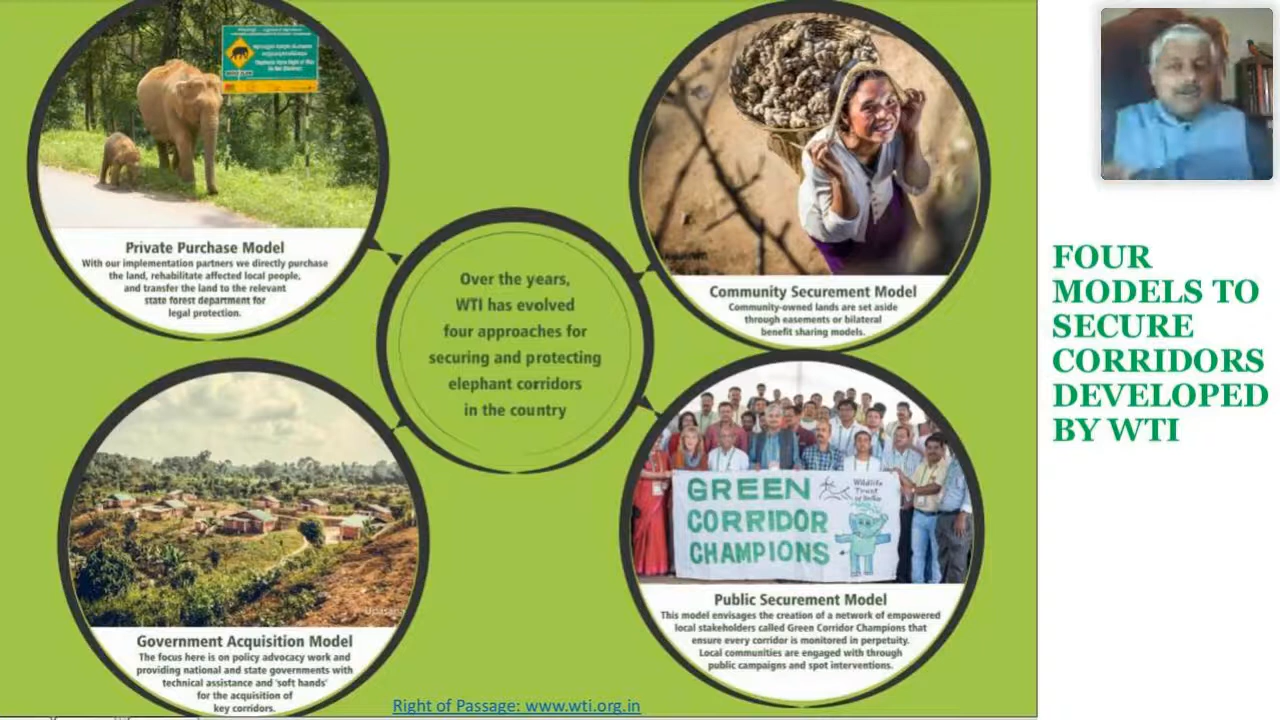 Private Purchase Model
With our implementation partners we directly purchase
the land, rehabilitate affected local people,
and transfer the land to the relevant
state forest department for
legal protection.
Community Securement Model
Community-owned lands are set aside
through easements or bilateral
benefit sharing models.
Over the years,
WTI has evolved
four approaches for
securing and protecting
elephant corridors
in the country
GREEN
CORRIDOR
CHAMPIONS
Wildlife
Trust
of India
Government Acquisition Model
The focus here is on policy advocacy work and
providing national and state governments with
technical assistance and 'soft hands'
for the acquisition of
key corridors.
Upasana
Public Securement Model
This model envisages the creation of a network of empowered
local stakeholders called Green Corridor Champions that
ensure every corridor is monitored in perpetuity.
Local communities are engaged with through
public campaigns and spot interventions.
Right of Passage: www.wti.org.in
FOUR
MODELS TO
SECURE
CORRIDORS
DEVELOPED
BY WTI